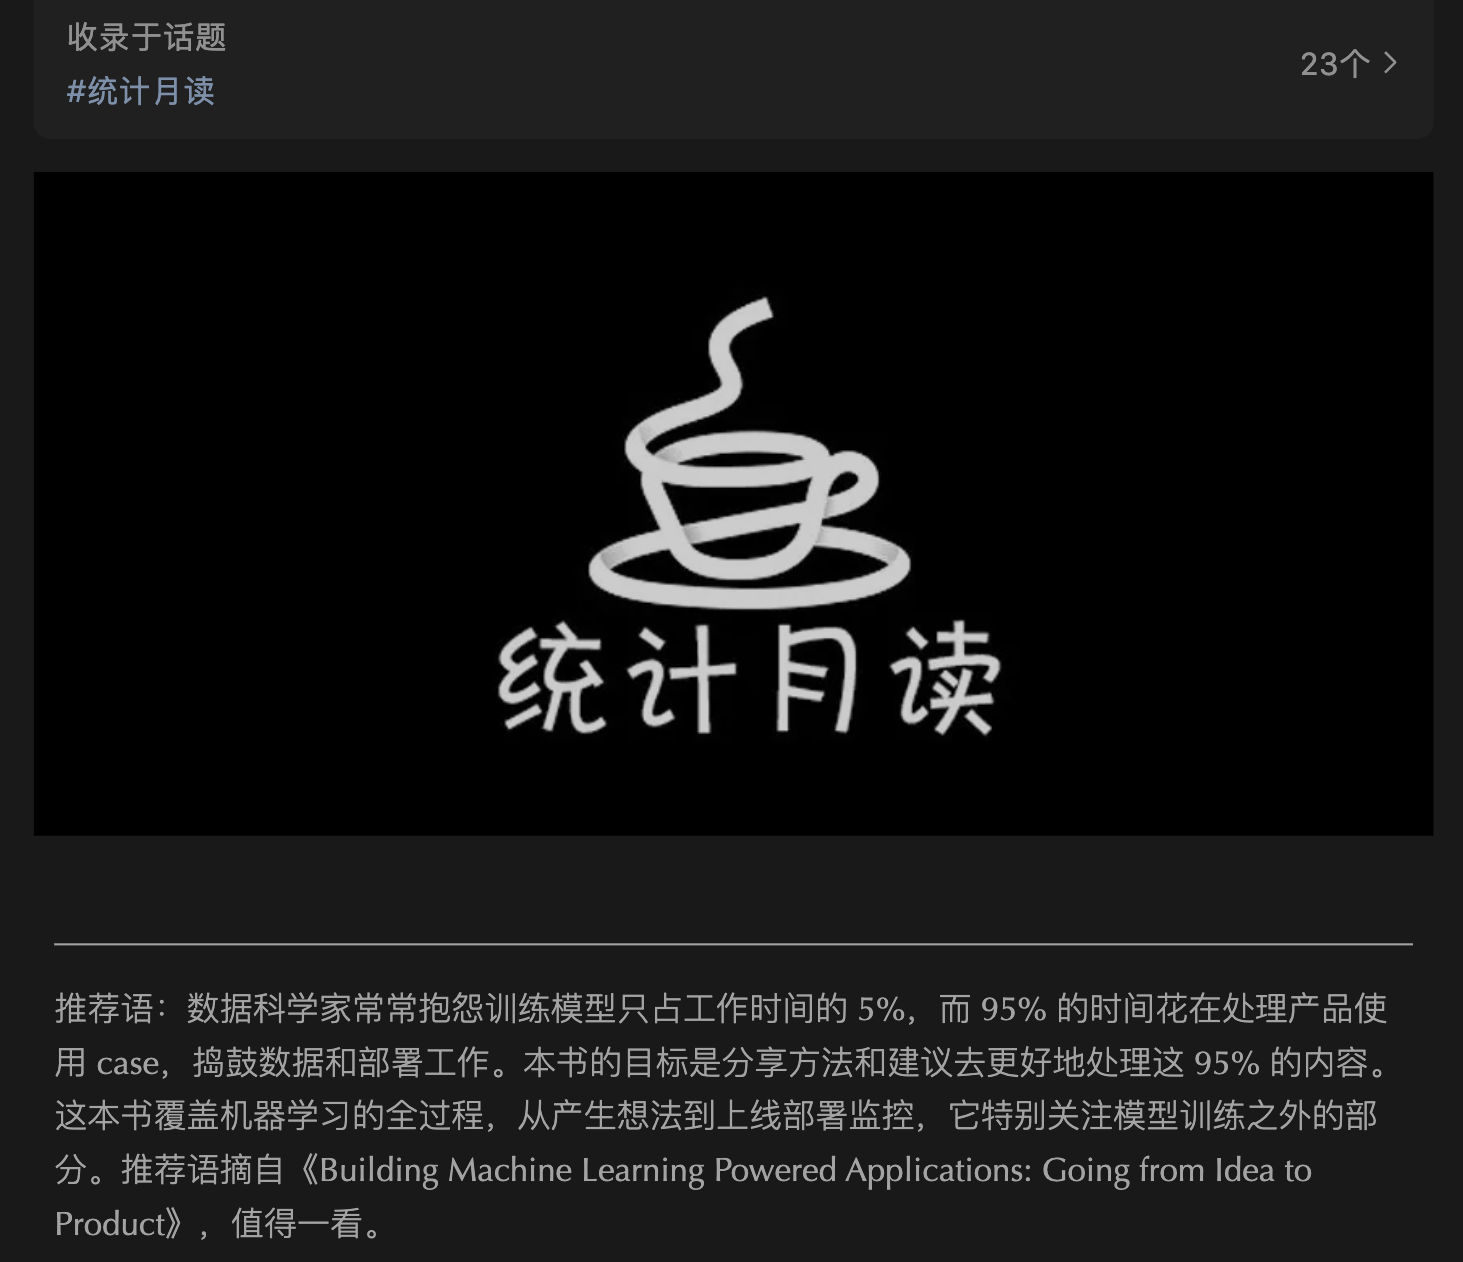 收录于话题
#统计月读
23个
统计月读
推荐语：数据科学家常常抱怨训练模型只占工作时间的 5%，而 95% 的时间花在处理产品使
用 case，捣鼓数据和部署工作。本书的目标是分享方法和建议去更好地处理这 95% 的内容。
这本书覆盖机器学习的全过程，从产生想法到上线部署监控，它特别关注模型训练之外的部
分。推荐语摘自《Building Machine Learning Powered Applications: Going from Idea to
Product》，值得一看。